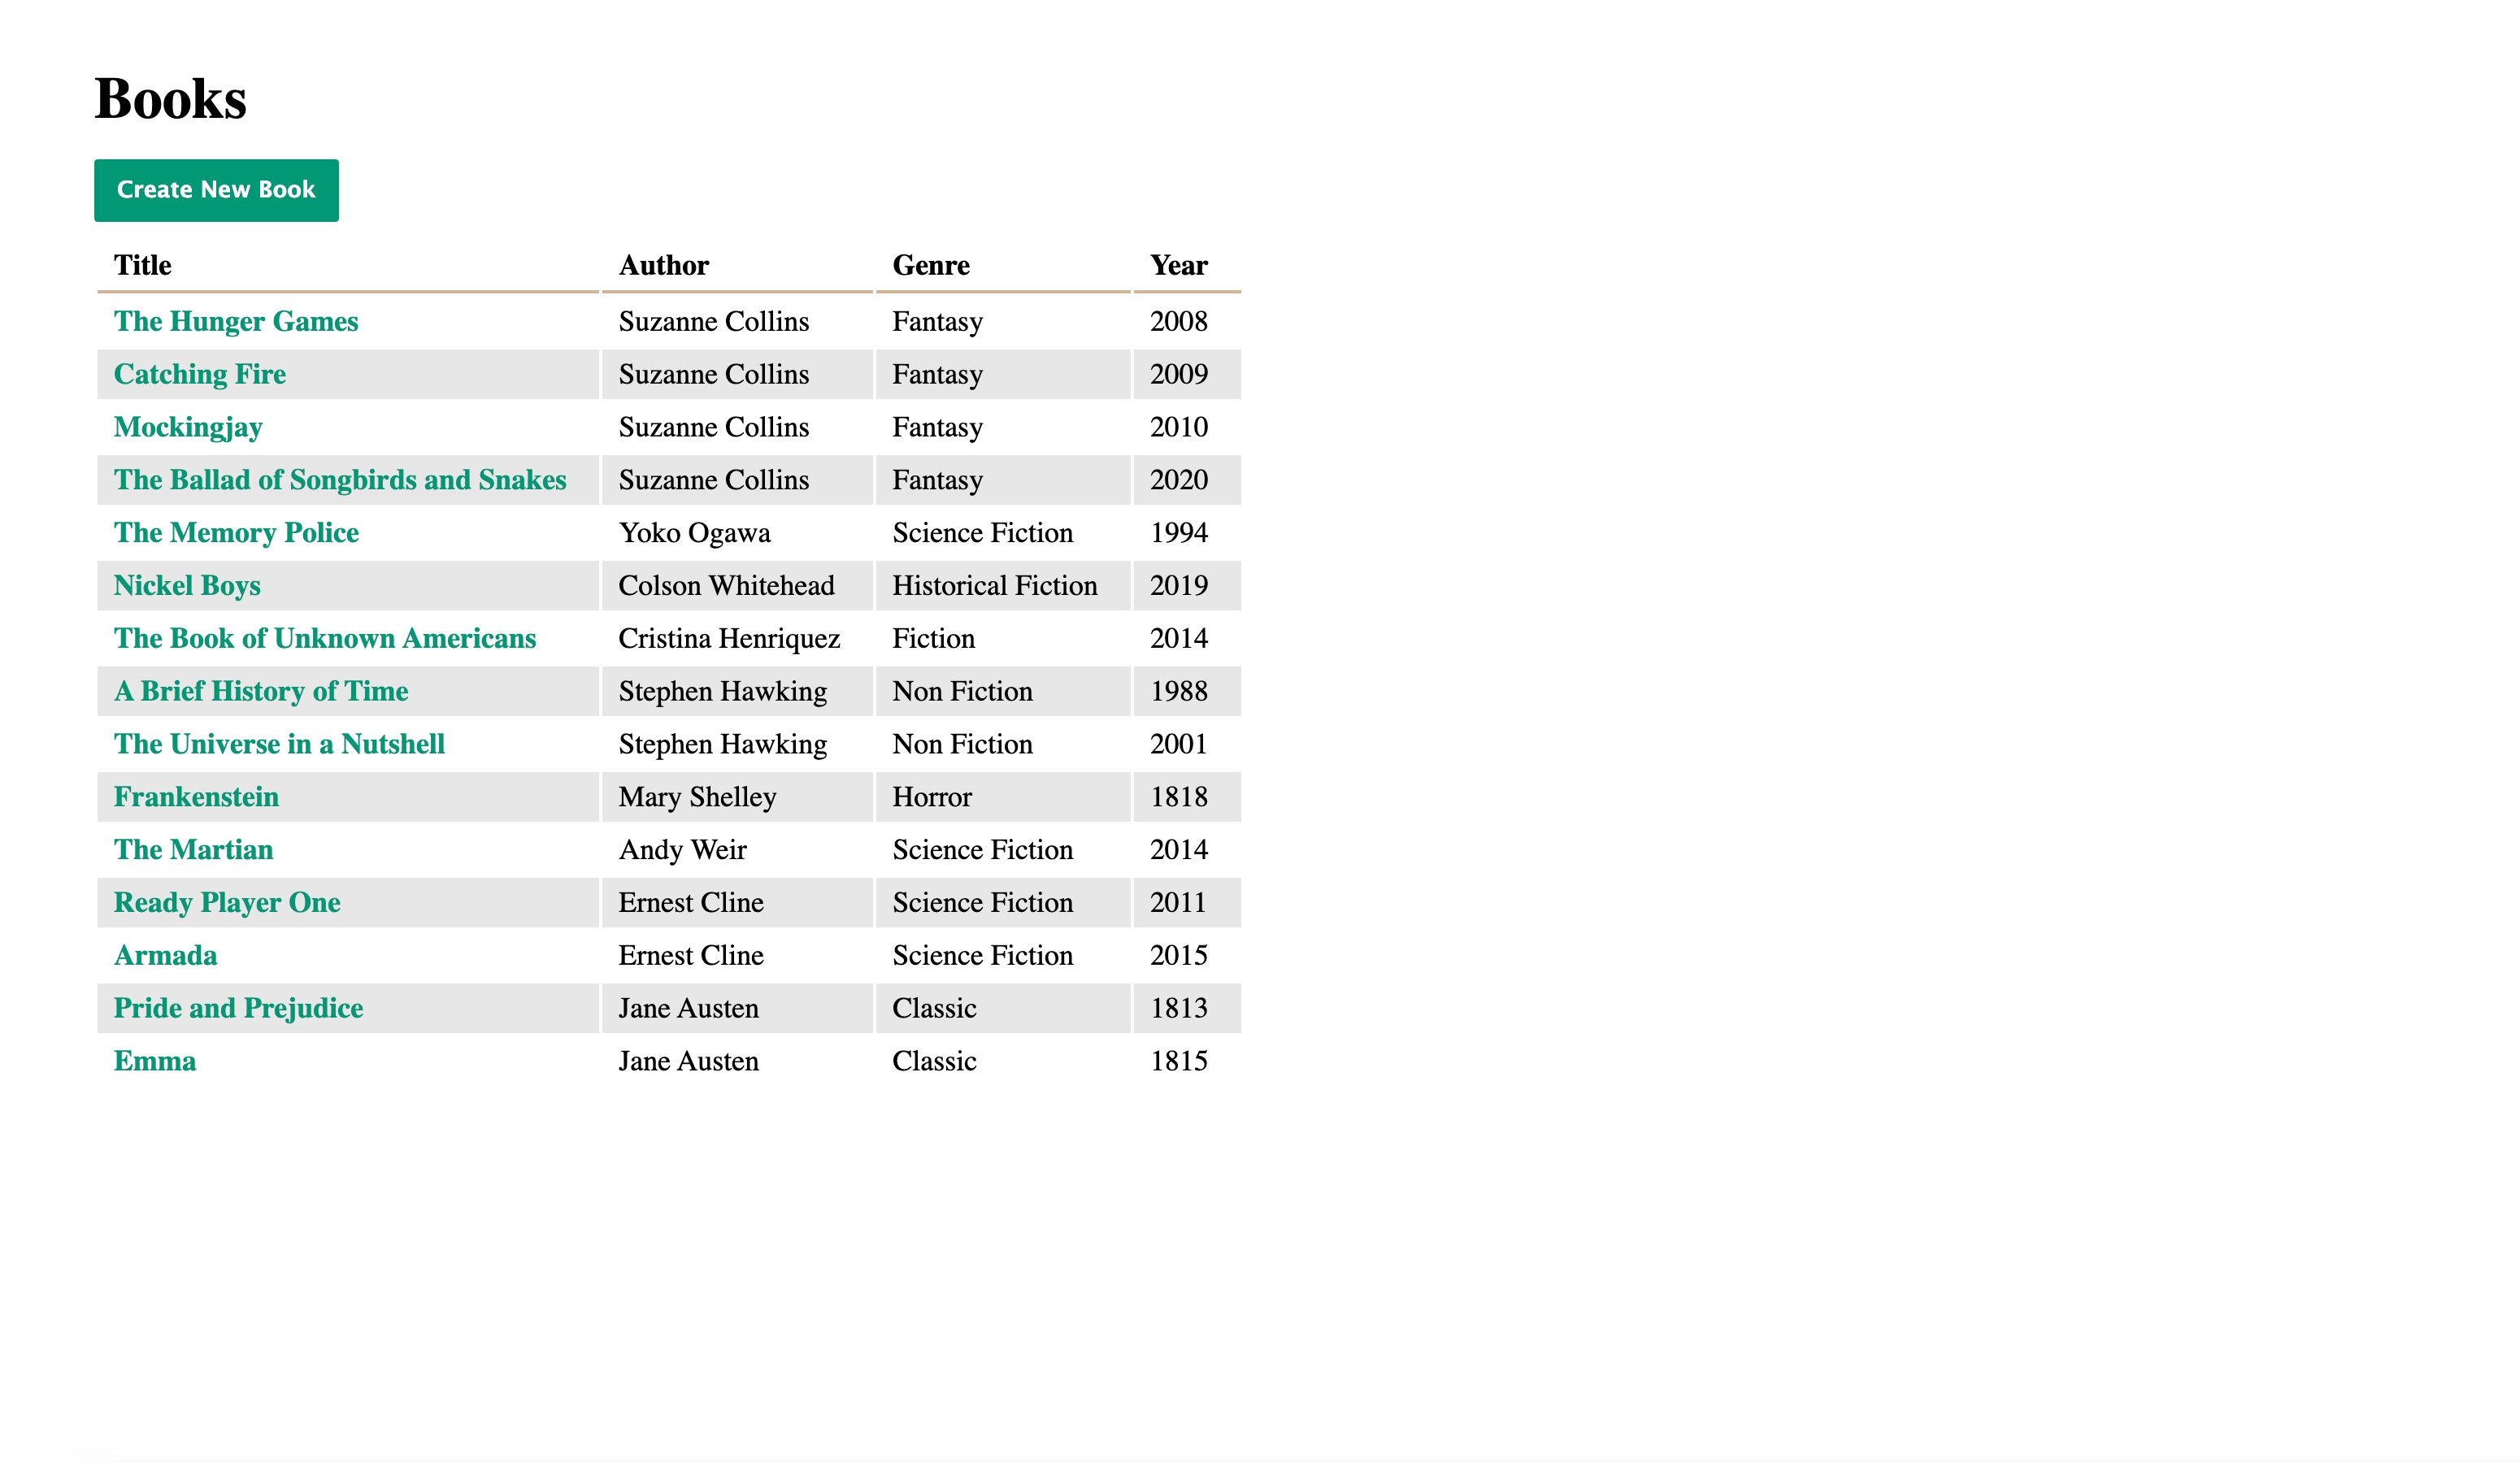 Books
Create New Book
Title Author Genre Year
The Hunger Games Suzanne Collins Fantasy 2008
Catching Fire Suzanne Collins Fantasy 2009
Mockingjay Suzanne Collins Fantasy 2010
The Ballad of Songbirds and Snakes Suzanne Collins Fantasy 2020
The Memory Police Yoko Ogawa Science Fiction 1994
Nickel Boys Colson Whitehead Historical Fiction 2019
The Book of Unknown Americans Cristina Henriquez Fiction 2014
A Brief History of Time Stephen Hawking Non Fiction 1988
The Universe in a Nutshell Stephen Hawking Non Fiction 2001
Frankenstein Mary Shelley Horror 1818
The Martian Andy Weir Science Fiction 2014
Ready Player One Ernest Cline Science Fiction 2011
Armada Ernest Cline Science Fiction 2015
Pride and Prejudice Jane Austen Classic 1813
Emma Jane Austen Classic 1815